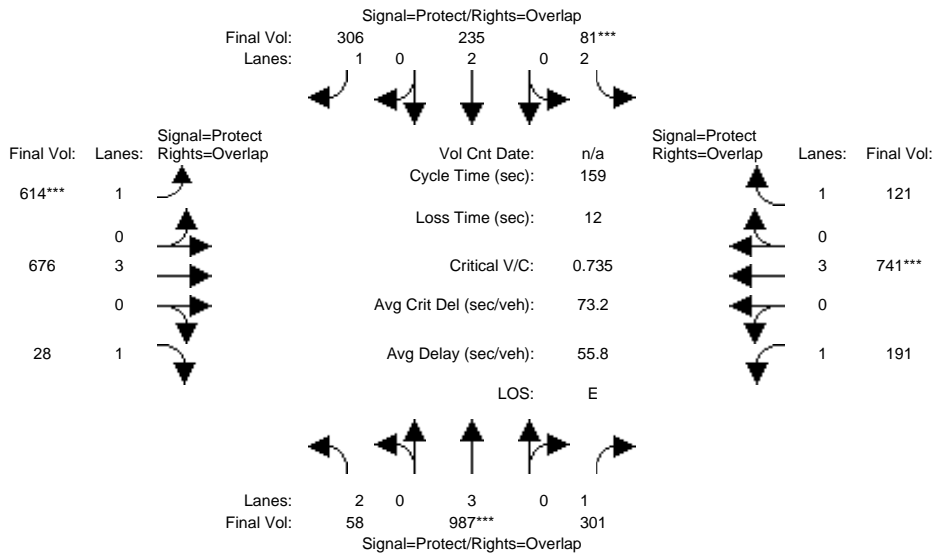 Signal=Protect/Rights=Overlap
Final Vol: 306 235 81***
Lanes: 1 0 2 0 2
Signal=Protect Signal=Protect
Final Vol: Lanes: Rights=Overlap Vol Cnt Date: n/a Rights=Overlap Lanes: Final Vol:
Cycle Time (sec): 159
614*** 1 1 121
Loss Time (sec): 12
0 0
676 3 Critical V/C: 0.735 3 741***
0 Avg Crit Del (sec/veh): 73.2 0
28 1 Avg Delay (sec/veh): 55.8 1 191
LOS: E
Lanes: 2 0 3 0 1
Final Vol: 58 987*** 301
Signal=Protect/Rights=Overlap